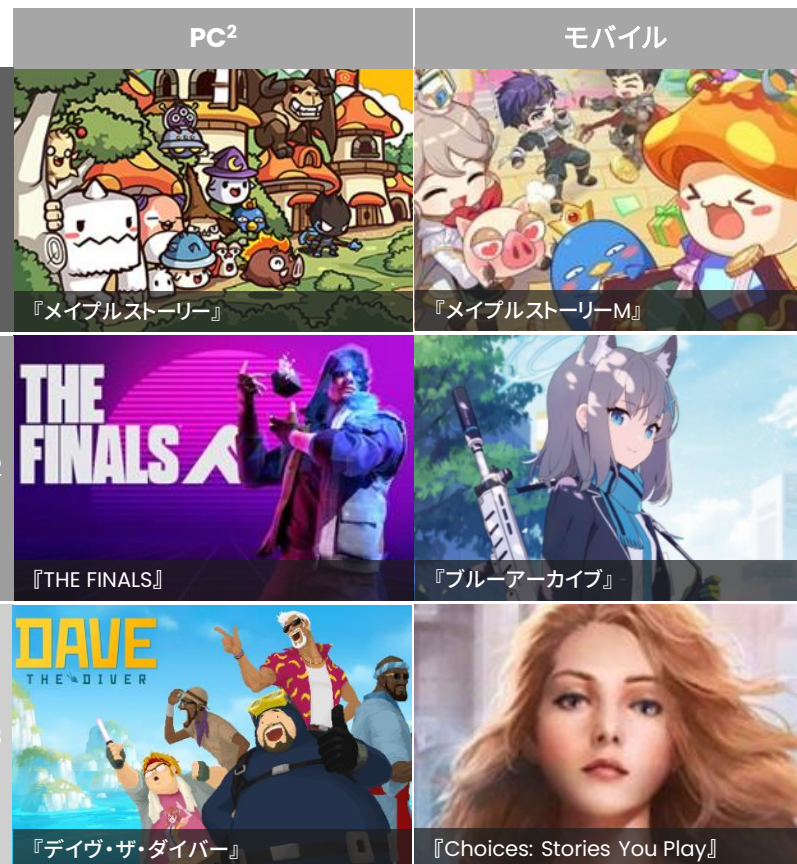 PC²
モバイル
『メイプルストーリー』
『メイプルストーリーM』
THE
FINALS
『THE FINALS』
『ブルーアーカイブ』
DAVE
THE DIVER
『デイヴ・ザ・ダイバー』
『Choices: Stories You Play』